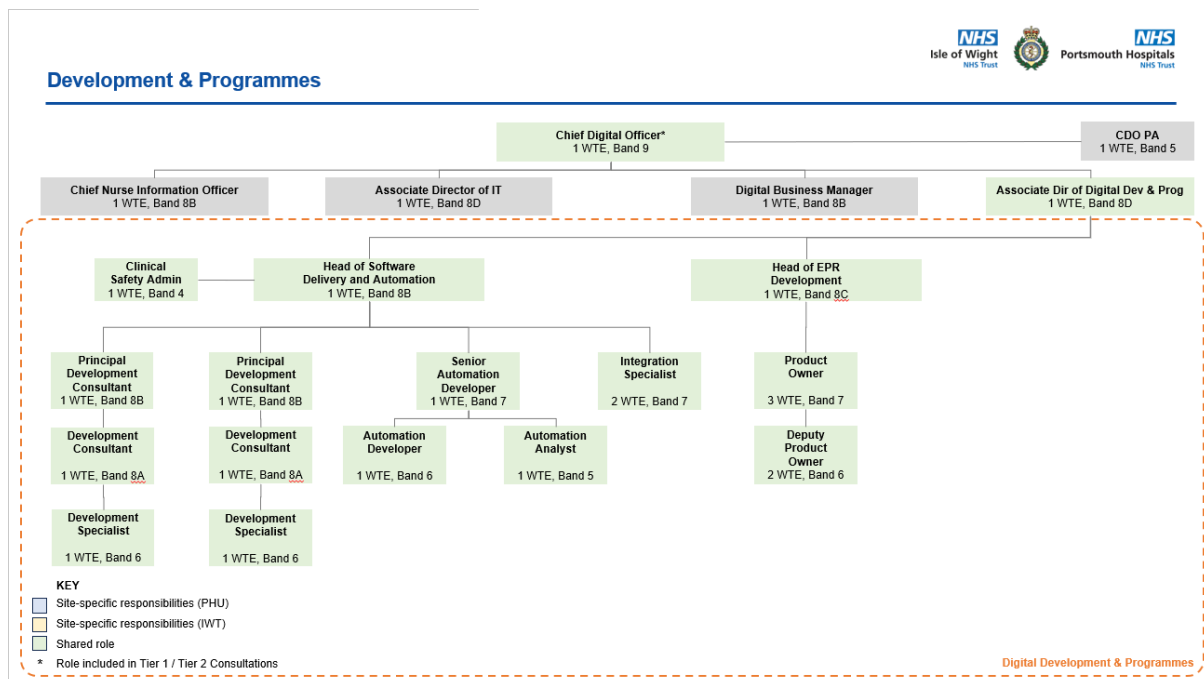 NHS
Isle of Wight
NHS Trust
NHS
Portsmouth Hospitals
NHS Trust
Development & Programmes
Chief Digital Officer*
1 WTE, Band 9
CDO PA
1 WTE, Band 5
Chief Nurse Information Officer
1 WTE, Band 8B
Associate Director of IT
1 WTE, Band 8D
Digital Business Manager
1 WTE, Band 8B
Associate Dir of Digital Dev & Prog
1 WTE, Band 8D
Clinical
Safety Admin
1 WTE, Band 4
Head of Software
Delivery and Automation
1 WTE, Band 8B
Head of EPR
Development
1 WTE, Band 8C
Principal
Development
Consultant
1 WTE, Band 8B
Principal
Development
Consultant
1 WTE, Band 8B
Senior
Automation
Developer
1 WTE, Band 7
Integration
Specialist
2 WTE, Band 7
Product
Owner
3 WTE, Band 7
Development
Consultant
1 WTE, Band 8A
Development
Consultant
1 WTE, Band 8A
Automation
Developer
1 WTE, Band 6
Automation
Analyst
1 WTE, Band 5
Deputy
Product
Owner
2 WTE, Band 6
Development
Specialist
1 WTE, Band 6
Development
Specialist
1 WTE, Band 6
KEY
Site-specific responsibilities (PHU)
Site-specific responsibilities (IWT)
Shared role
* Role included in Tier 1 / Tier 2 Consultations
Digital Development & Programmes